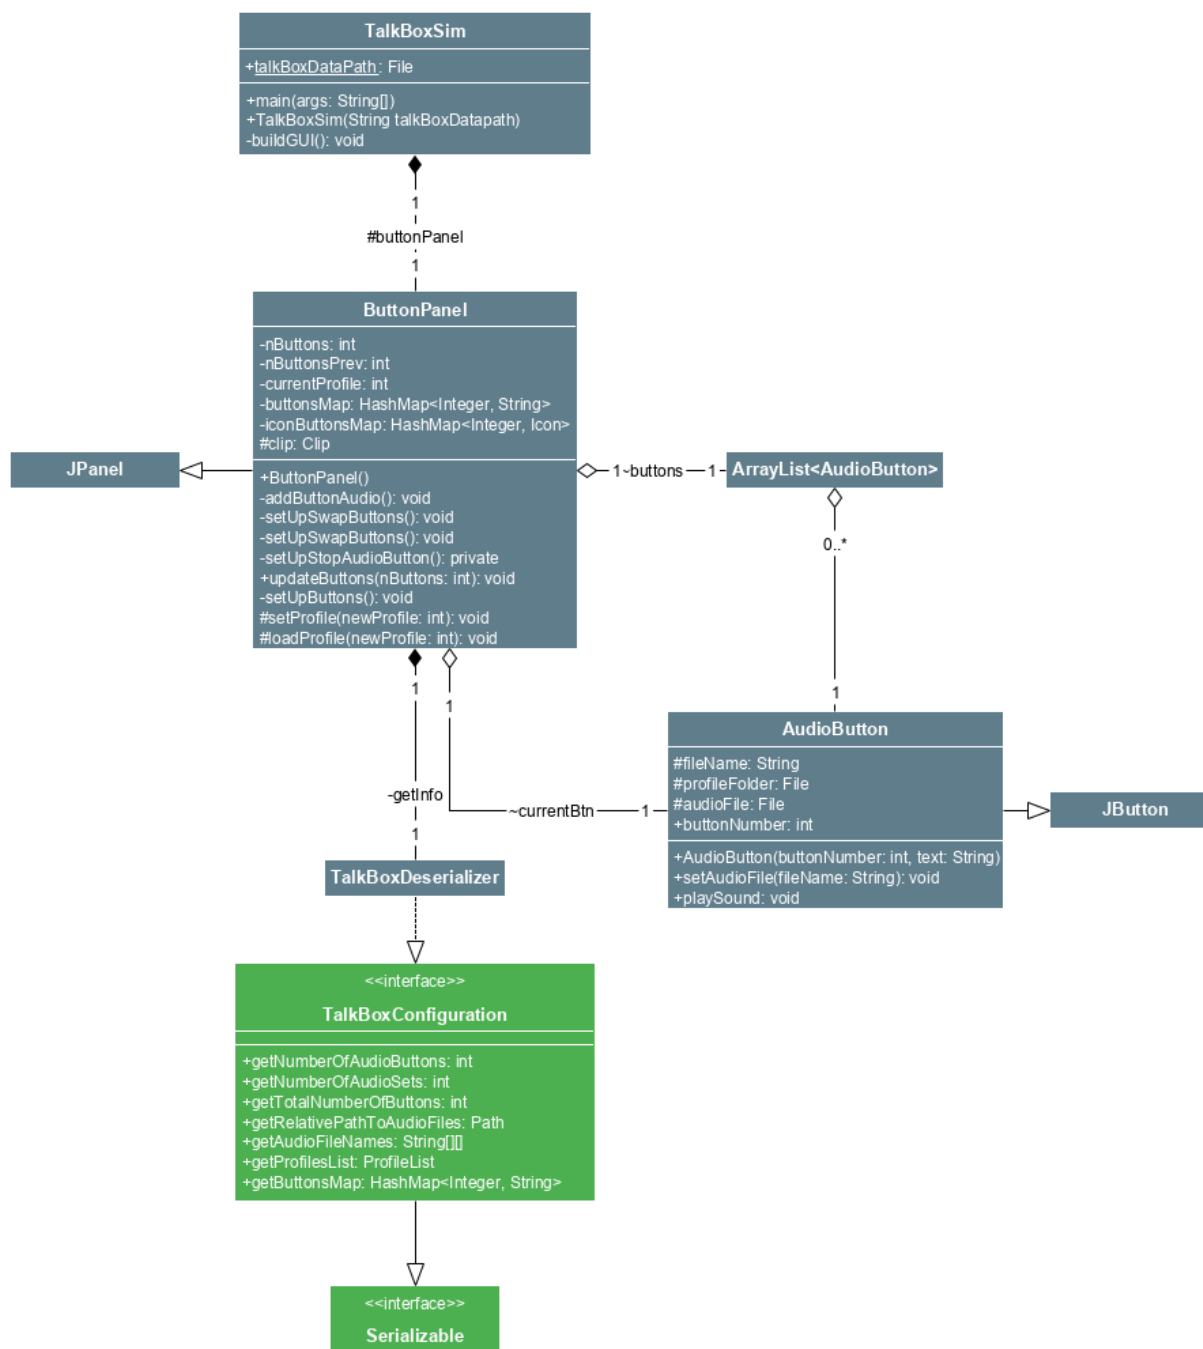 TalkBoxSim
+talkBoxDataPath: File
+main(args: String[])
+TalkBoxSim(String talkBoxDatapath)
-buildGUI(): void
1
#buttonPanel
1
ButtonPanel
-nButtons: int
-nButtonsPrev: int
-currentProfile: int
-buttonsMap: HashMap<Integer, String>
-iconButtonsMap: HashMap<Integer, Icon>
#clip: Clip
+ButtonPanel()
-addButtonAudio(): void
-setUpSwapButtons(): void
-setUpSwapButtons(): void
-setUpStopAudioButton(): private
+updateButtons(nButtons: int): void
-setUpButtons(): void
#setProfile(newProfile: int): void
#loadProfile(newProfile: int): void
JPanel
1 ~buttons 1
ArrayList<AudioButton>
0..*
1
1
1
-getInfo
1
~currentBtn 1
AudioButton
#fileName: String
#profileFolder: File
#audioFile: File
+buttonNumber: int
+AudioButton(buttonNumber: int, text: String)
+setAudioFile(fileName: String): void
+playSound: void
JButton
TalkBoxDeserializer
<<interface>>
TalkBoxConfiguration
+getNumberOfAudioButtons: int
+getNumberOfAudioSets: int
+getTotalNumberOfButtons: int
+getRelativePathToAudioFiles: Path
+getAudioFileNames: String[][]
+getProfilesList: ProfileList
+getButtonsMap: HashMap<Integer, String>
<<interface>>
Serializable